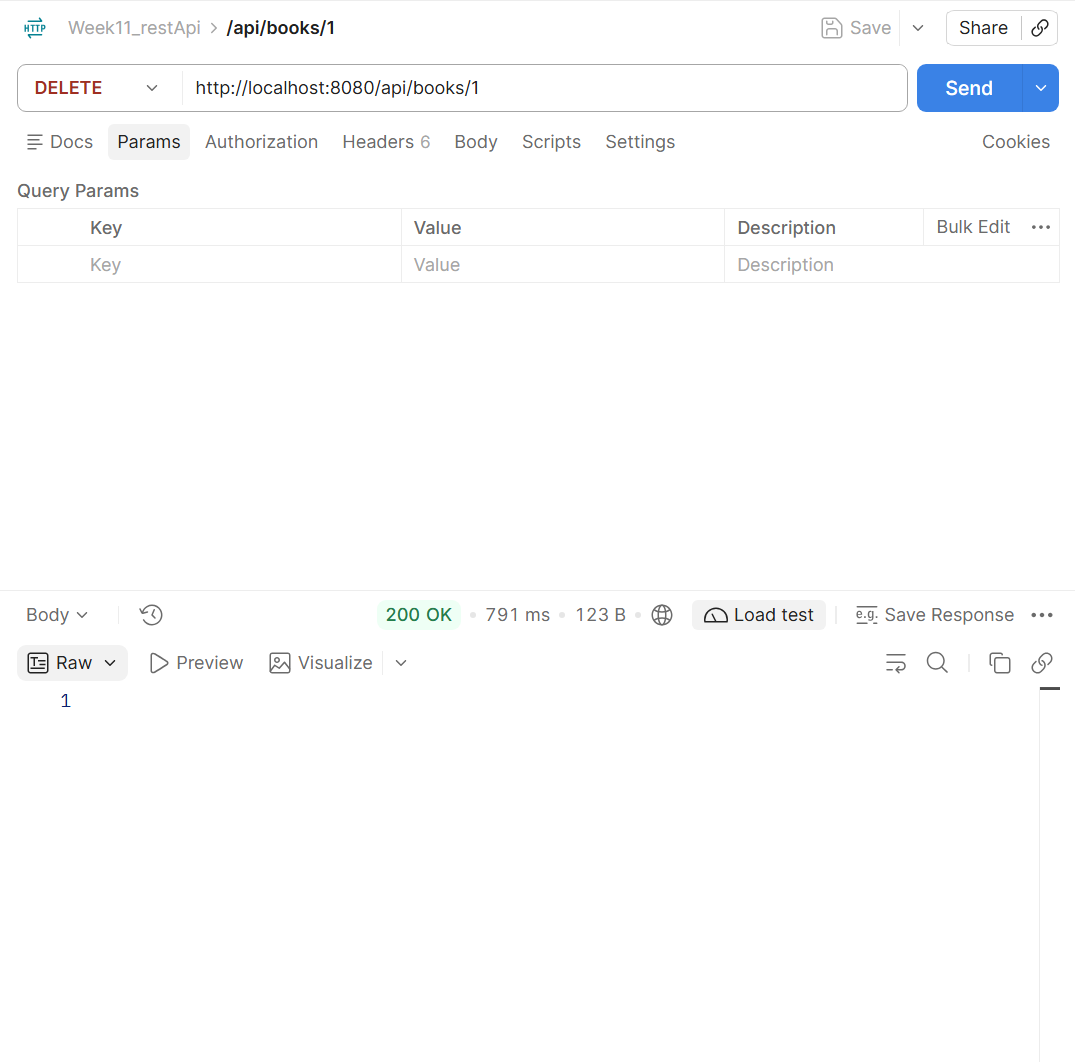 HTTP Week11_restApi > /api/books/1 Save Share
DELETE http://localhost:8080/api/books/1 Send
Docs Params Authorization Headers 6 Body Scripts Settings Cookies
Query Params
Key Value Description Bulk Edit
Key Value Description
Body 200 OK • 791 ms • 123 B • Load test e.g. Save Response
Raw Preview Visualize
1